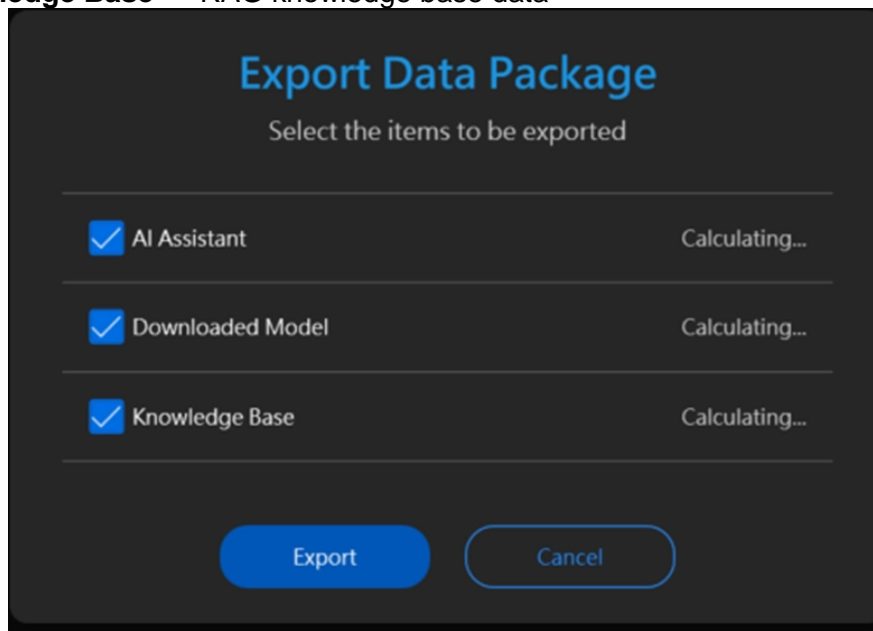 Base
Export Data Package
Select the items to be exported
AI Assistant Calculating...
Downloaded Model Calculating...
Knowledge Base Calculating...
Export Cancel